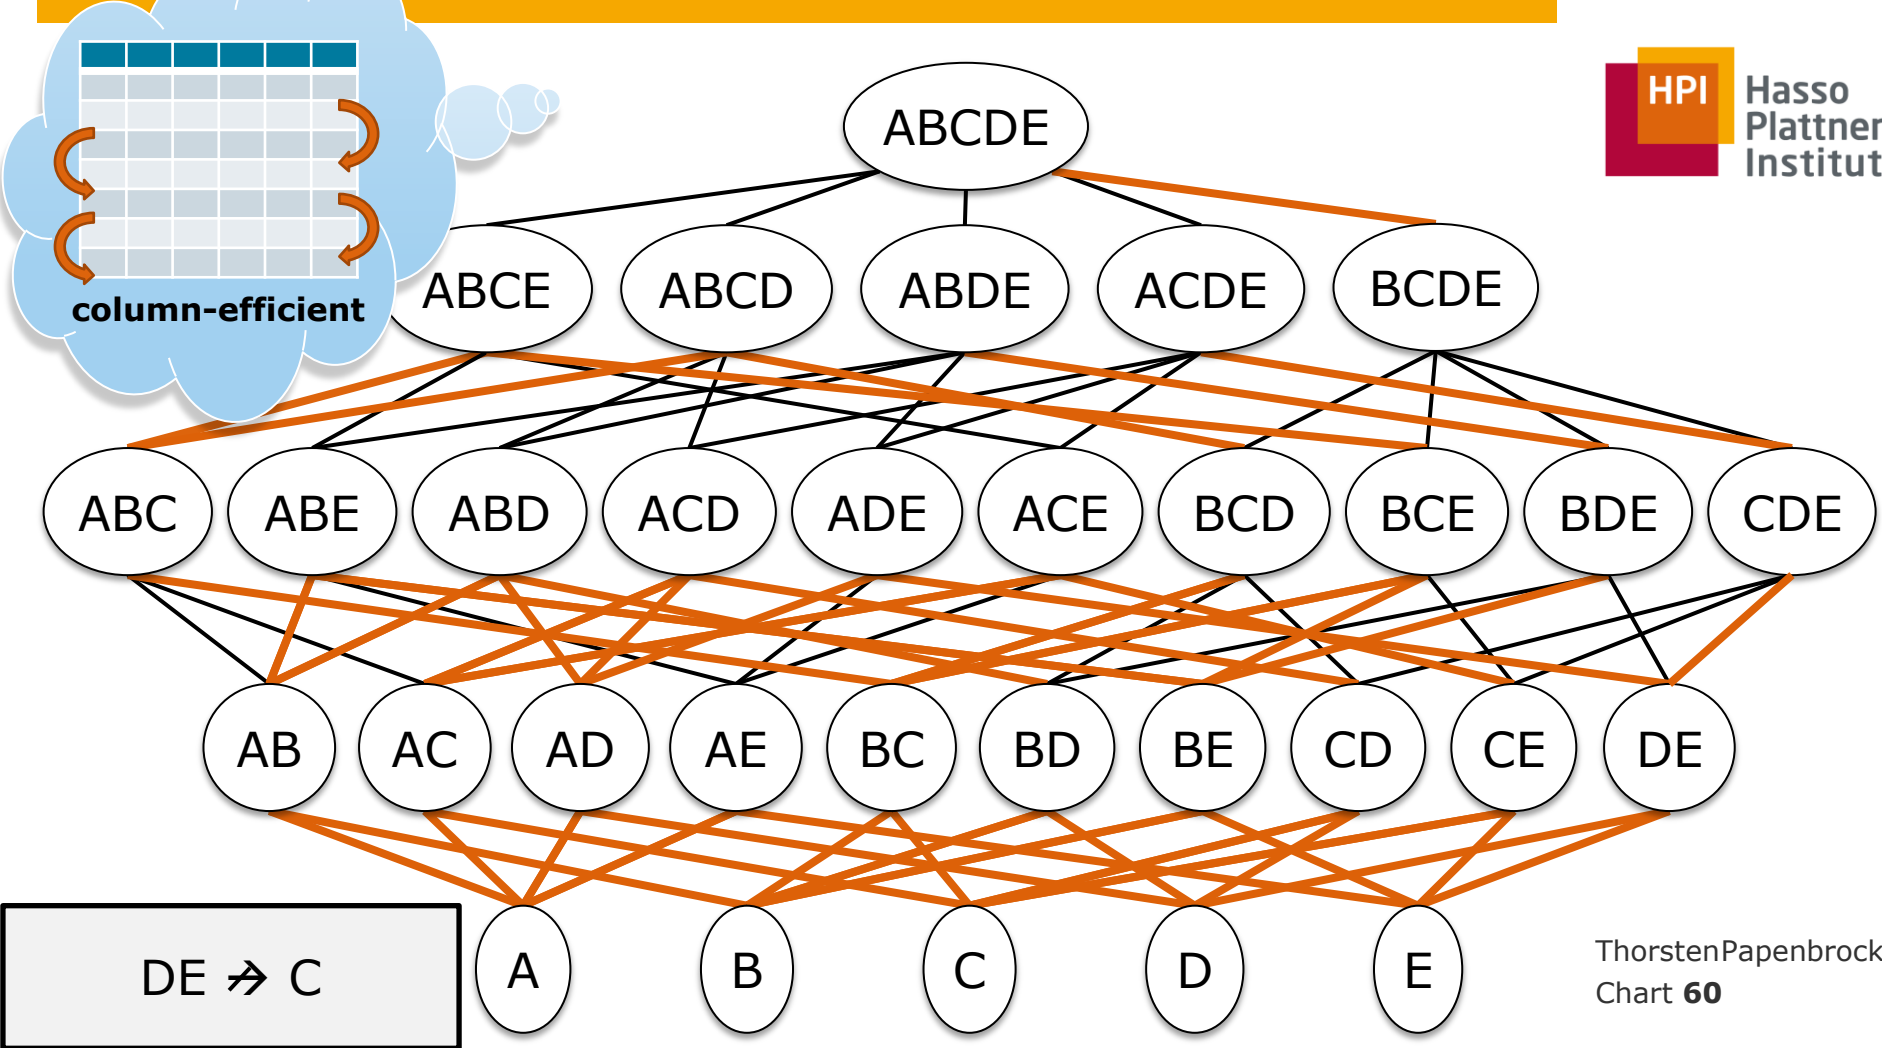 ABCDE
HPI Hasso
Plattner
Institut
ABCE ABCD ABDE ACDE BCDE
column-efficient
ABC ABE ABD ACD ADE ACE BCD BCE BDE CDE
AB AC AD AE BC BD BE CD CE DE
DE ↛ C
A B C D E
ThorstenPapenbrock
Chart 60